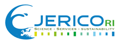 JERICO RI
SCIENCE - SERVICES - SUSTAINABILITY